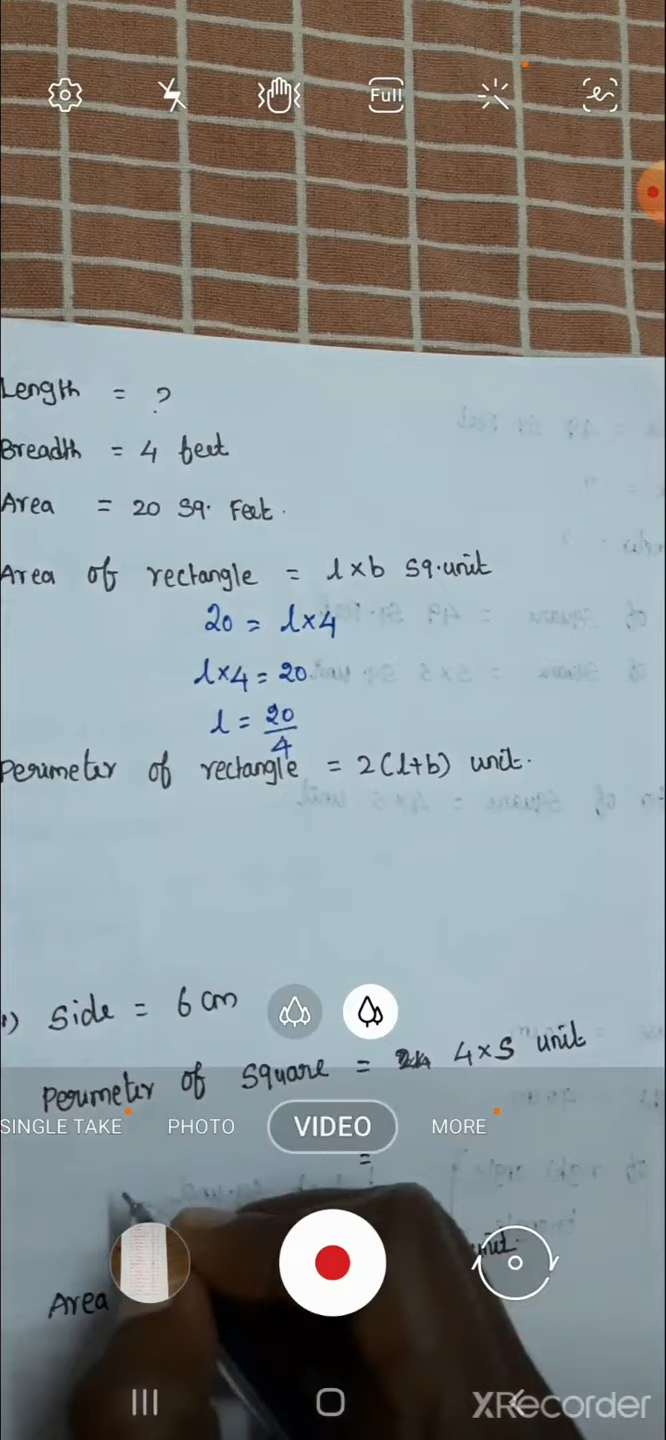 Full
Length = ?
Breadth = 4 feet
Area = 20 Sq. Feet.
Area of rectangle = l×b Sq.unit
20 = l×4
l×4 = 20
l = 20/4
Perimeter of rectangle = 2(l+b) unit.
Side = 6 cm
Perimeter of Square = 4×S unit
SINGLE TAKE PHOTO VIDEO MORE
=
unit.
Area
XRecorder